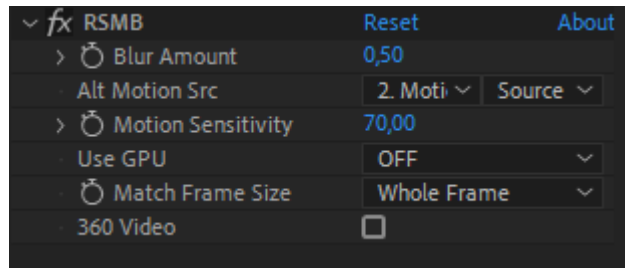 fx RSMB Reset About
Blur Amount 0,50
Alt Motion Src 2. Moti Source
Motion Sensitivity 70,00
Use GPU OFF
Match Frame Size Whole Frame
360 Video